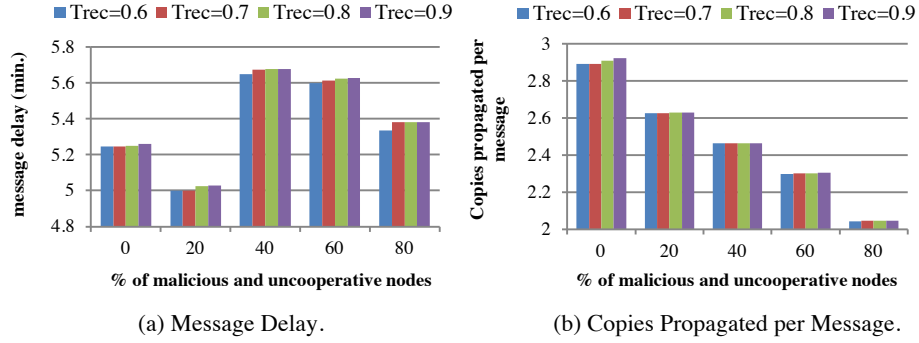 Trec=0.6 Trec=0.7 Trec=0.8 Trec=0.9
message delay (min.)
5.8
5.6
5.4
5.2
5
4.8
0 20 40 60 80
% of malicious and uncooperative nodes
(a) Message Delay.
Trec=0.6 Trec=0.7 Trec=0.8 Trec=0.9
Copies propagated per
message
3
2.8
2.6
2.4
2.2
2
0 20 40 60 80
% of malicious and uncooperative nodes
(b) Copies Propagated per Message.